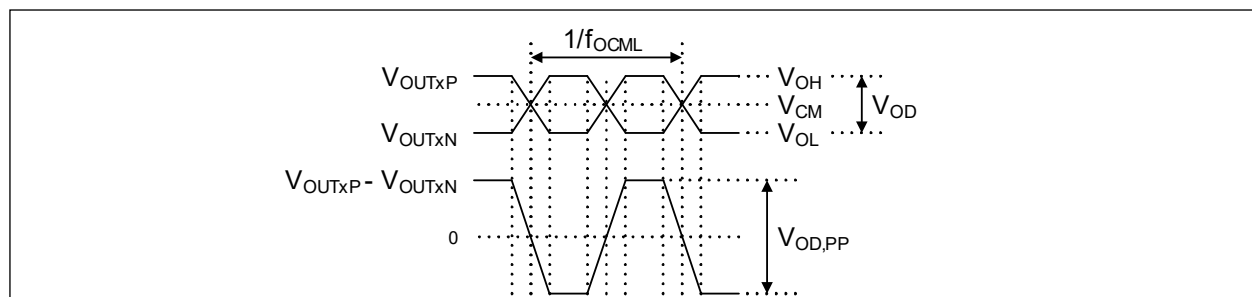 1/fOCML
VOUTxP
VOH
VCM
VOD
VOUTxN
VOL
VOUTxP - VOUTxN
0
VOD,PP